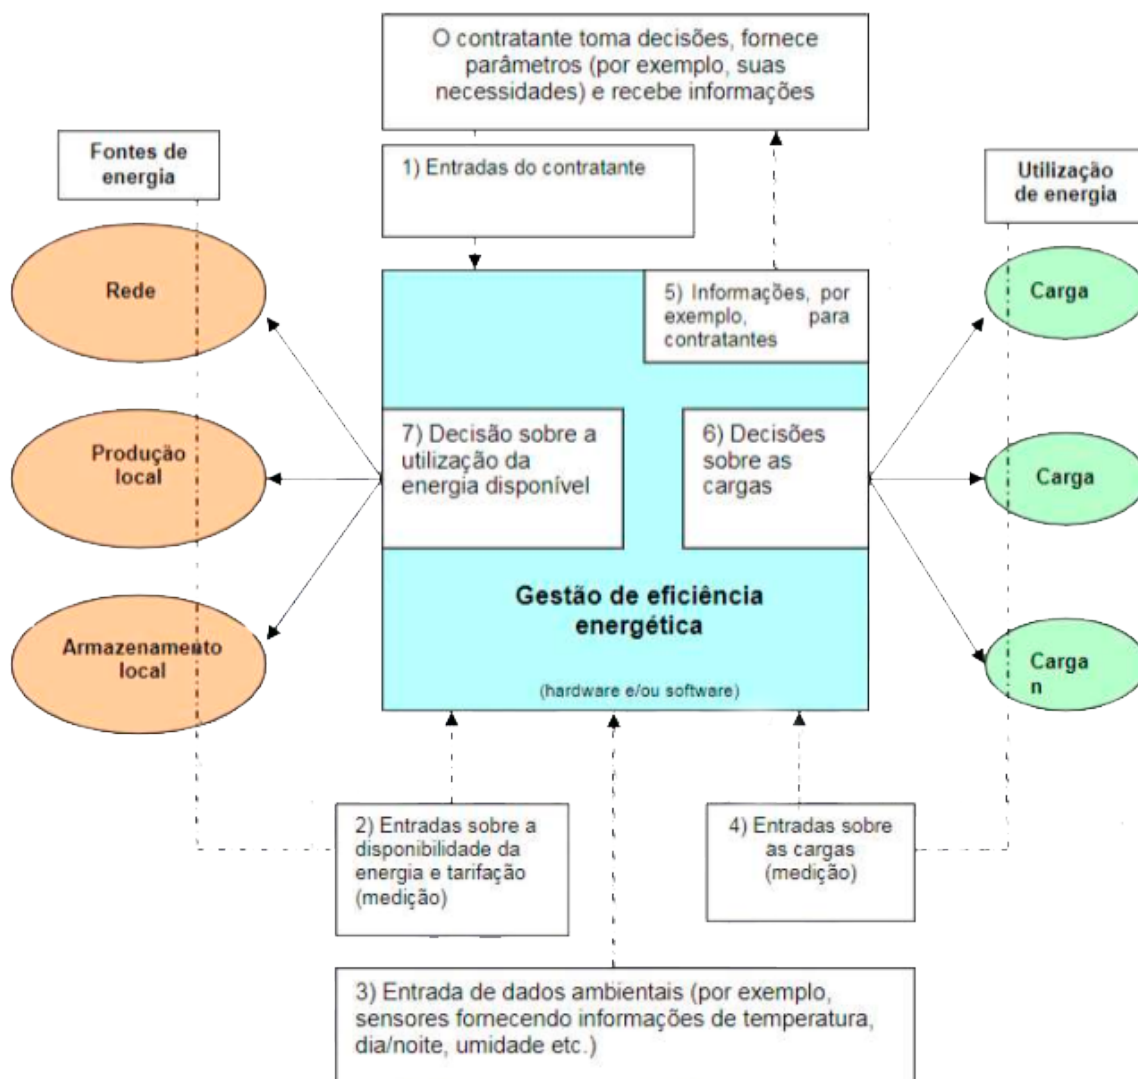 O contratante toma decisões, fornece
parâmetros (por exemplo, suas
necessidades) e recebe informações
Fontes de
energia
1) Entradas do contratante
Utilização
de energia
Rede
5) Informações, por
exemplo, para
contratantes
Carga
Produção
local
7) Decisão sobre a
utilização da
energia disponível
6) Decisões
sobre as
cargas
Carga
Gestão de eficiência
energética
Armazenamento
local
Carga
n
(hardware e/ou software)
2) Entradas sobre a
disponibilidade da
energia e tarifação
(medição)
4) Entradas sobre
as cargas
(medição)
3) Entrada de dados ambientais (por exemplo,
sensores fornecendo informações de temperatura,
dia/noite, umidade etc.)